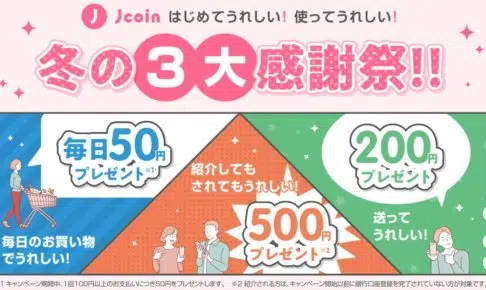 J Jcoin はじめてうれしい! 使ってうれしい!
冬の3大感謝祭!!
毎日50円
プレゼント※1
毎日のお買い物
でうれしい!
紹介しても
されてもうれしい!
500円
プレゼント※2
200円
プレゼント
送って
うれしい!
1 キャンペーン期間中、1回100円以上のお支払いにつき50円をプレゼントします。 ※2 紹介される方は、キャンペーン開始以前に銀行口座登録を完了されていない方が対象です。